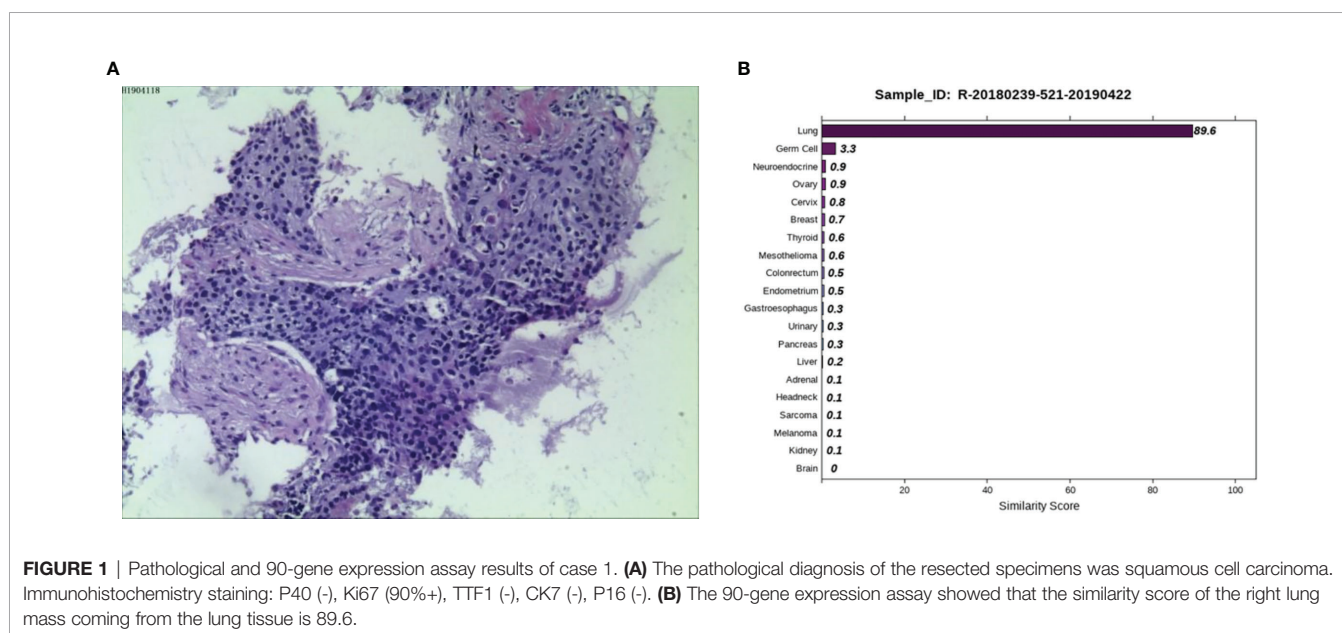 A
B
H1904118
Sample_ID: R-20180239-521-20190422
Lung 89.6
Germ Cell 3.3
Neuroendocrine 0.9
Ovary 0.9
Cervix 0.8
Breast 0.7
Thyroid 0.6
Mesothelioma 0.6
Colonrectum 0.5
Endometrium 0.5
Gastroesophagus 0.3
Urinary 0.3
Pancreas 0.3
Liver 0.2
Adrenal 0.1
Headneck 0.1
Sarcoma 0.1
Melanoma 0.1
Kidney 0.1
Brain 0
20 40 60 80 100
Similarity Score
FIGURE 1 | Pathological and 90-gene expression assay results of case 1. (A) The pathological diagnosis of the resected specimens was squamous cell carcinoma.
Immunohistochemistry staining: P40 (-), Ki67 (90%+), TTF1 (-), CK7 (-), P16 (-). (B) The 90-gene expression assay showed that the similarity score of the right lung
mass coming from the lung tissue is 89.6.